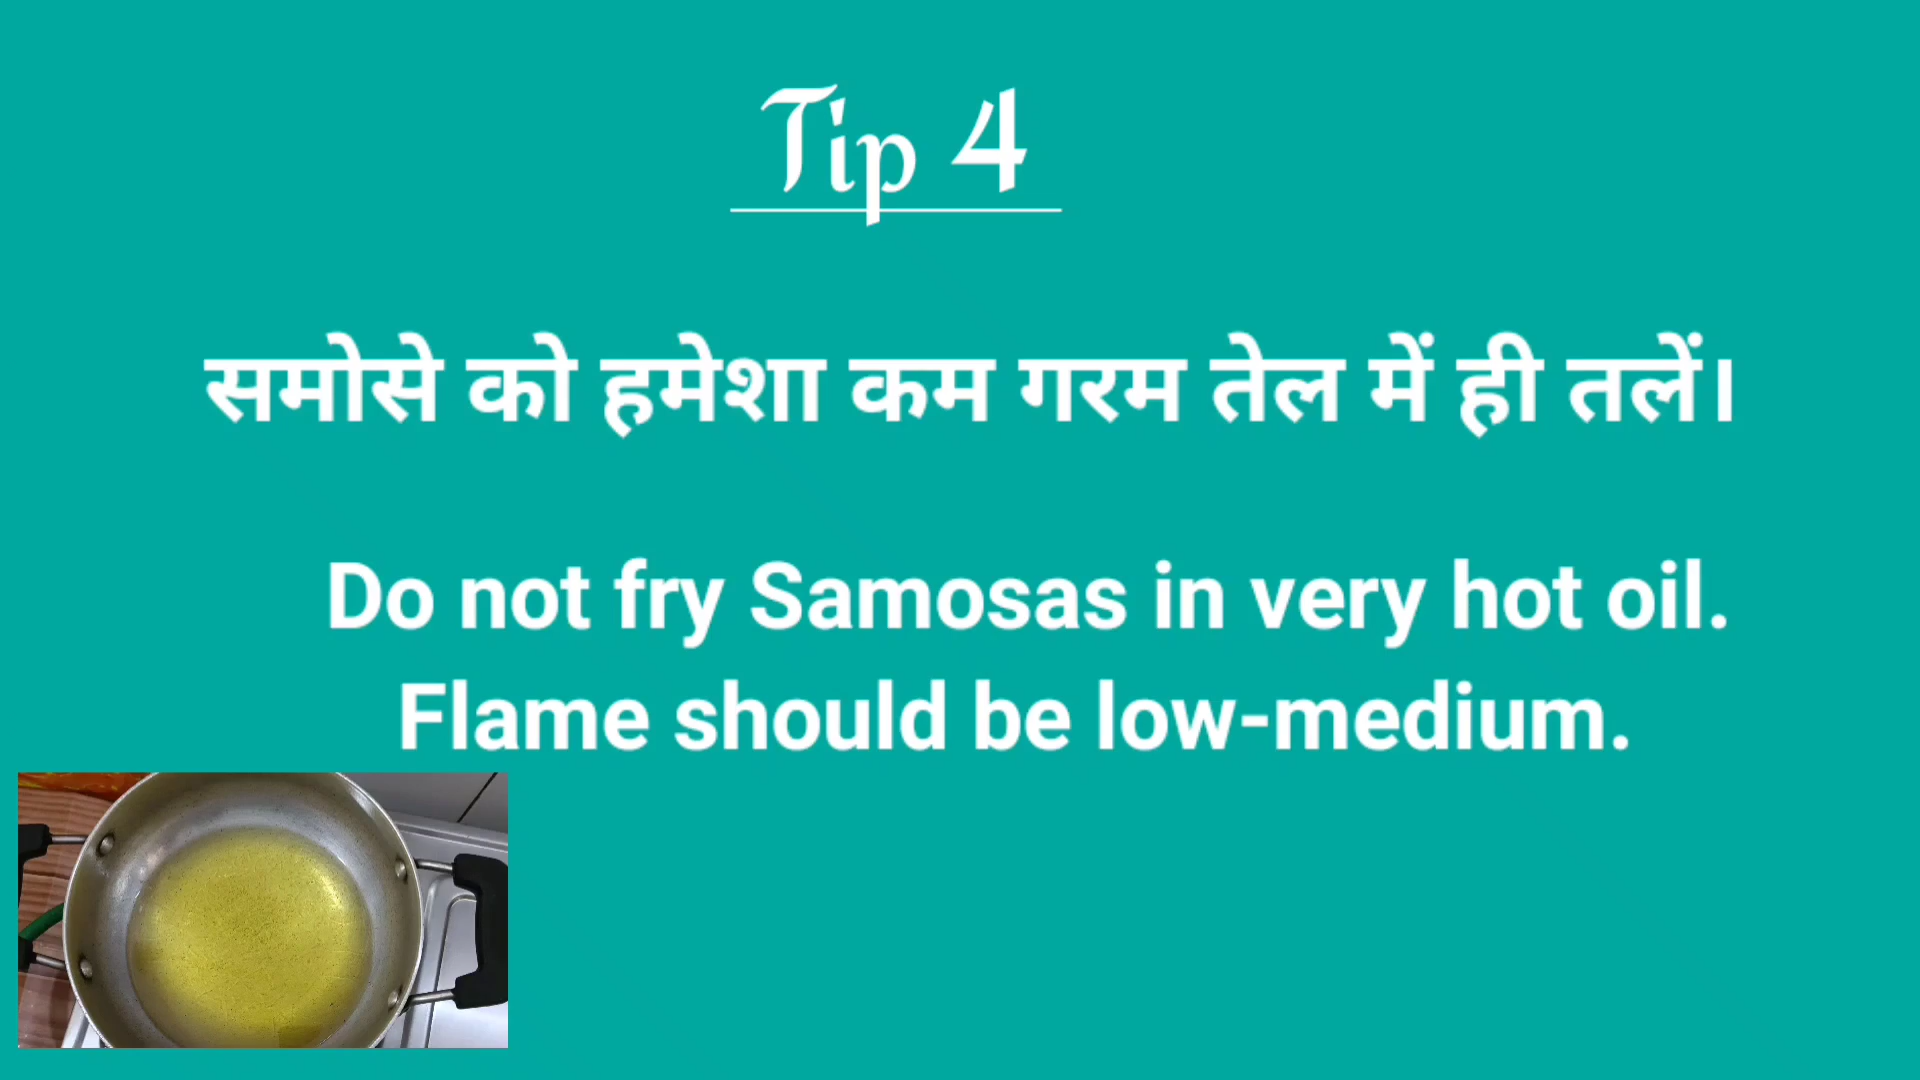 Tip 4
समोसे को हमेशा कम गरम तेल में ही तलें।
Do not fry Samosas in very hot oil.
Flame should be low-medium.